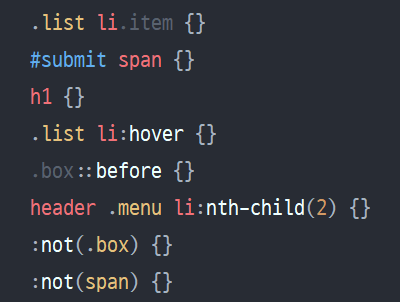 .list li.item {}
#submit span {}
h1 {}
.list li:hover {}
.box::before {}
header .menu li:nth-child(2) {}
:not(.box) {}
:not(span) {}